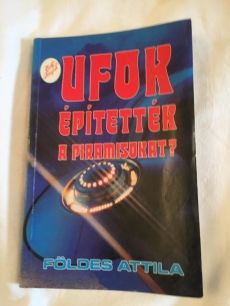 UFOK
ÉPÍTETTÉK
A PIRAMISOKAT?
FÖLDES ATTILA